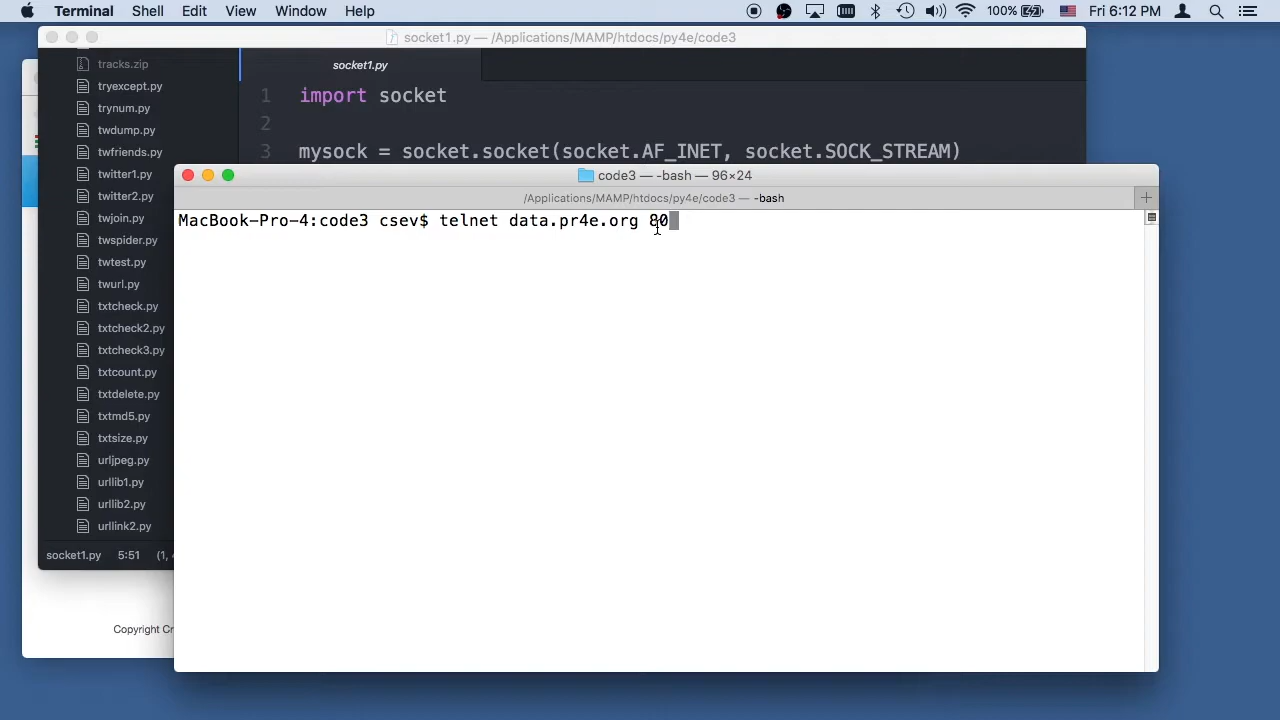 Terminal Shell Edit View Window Help 100% Fri 6:12 PM
socket1.py — /Applications/MAMP/htdocs/py4e/code3
tracks.zip
tryexcept.py
trynum.py
twdump.py
twfriends.py
twitter1.py
twitter2.py
twjoin.py
twspider.py
twtest.py
twurl.py
txtcheck.py
txtcheck2.py
txtcheck3.py
txtcount.py
txtdelete.py
txtmd5.py
txtsize.py
urljpeg.py
urllib1.py
urllib2.py
urllink2.py
socket1.py 5:51 (1,
socket1.py
1 import socket
2
3 mysock = socket.socket(socket.AF_INET, socket.SOCK_STREAM)
code3 — -bash — 96×24
/Applications/MAMP/htdocs/py4e/code3 — -bash
MacBook-Pro-4:code3 csev$ telnet data.pr4e.org 80
Copyright